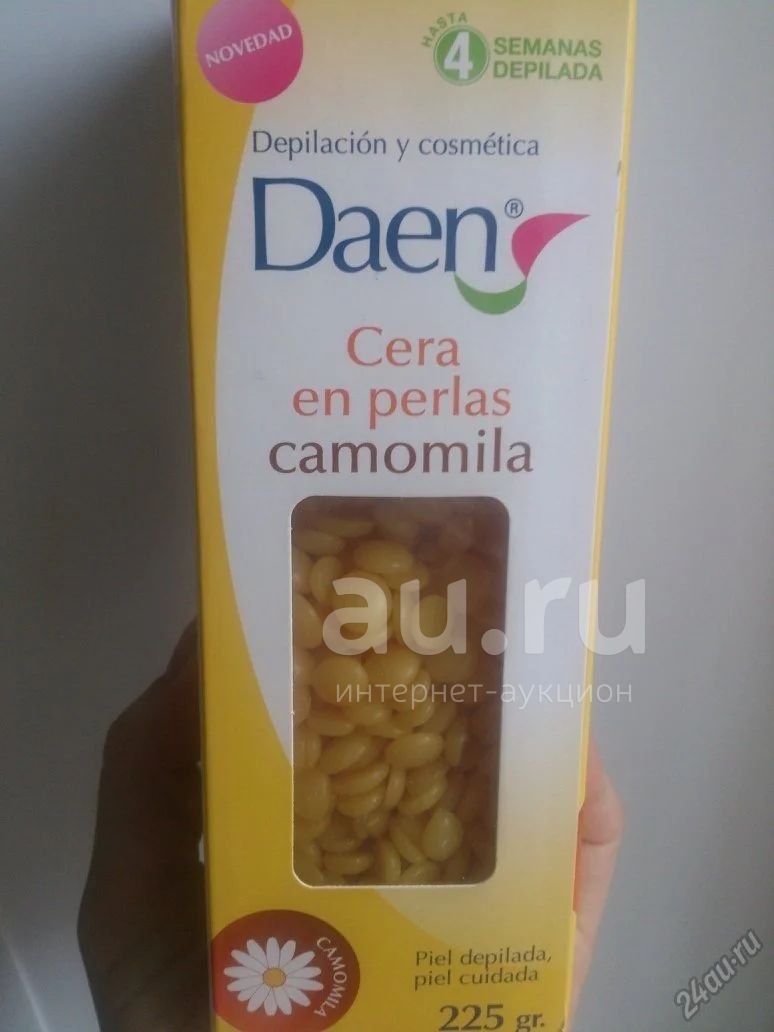 NOVEDAD
HASTA
4 SEMANAS
DEPILADA
Depilación y cosmética
Daen®
Cera
en perlas
camomila
au.ru
интернет-аукцион
CAMOMILA
Piel depilada,
piel cuidada
225 gr.
24au.ru